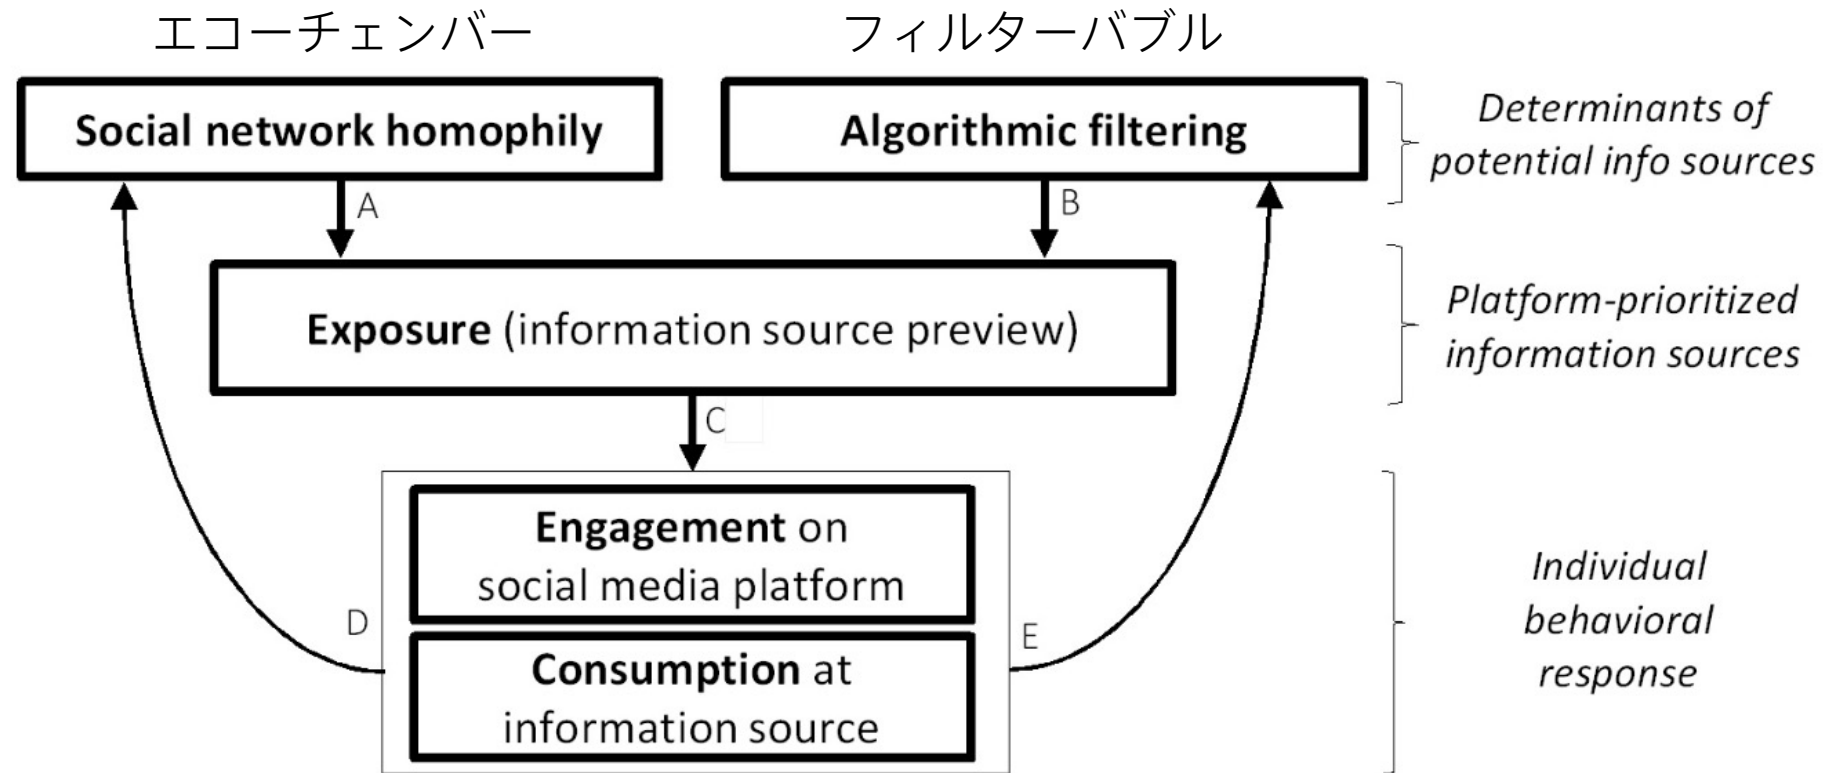 エコーチェンバー
フィルターバブル
Social network homophily
Algorithmic filtering
Determinants of
potential info sources
A
B
Exposure (information source preview)
Platform-prioritized
information sources
C
Engagement on
social media platform
D
E
Consumption at
information source
Individual
behavioral
response